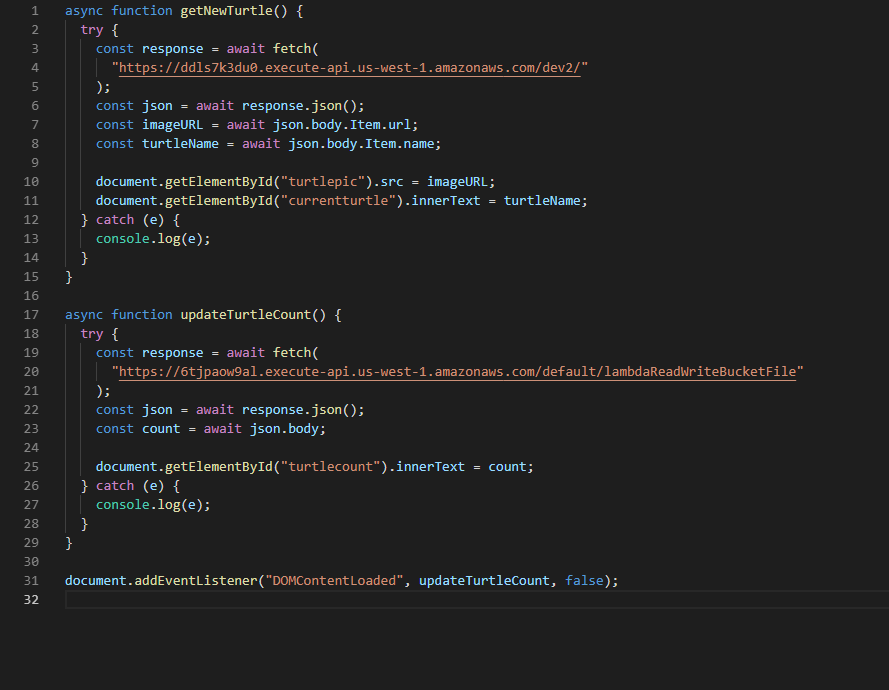 1 async function getNewTurtle() {
2 try {
3 const response = await fetch(
4 "https://ddls7k3du0.execute-api.us-west-1.amazonaws.com/dev2/"
5 );
6 const json = await response.json();
7 const imageURL = await json.body.Item.url;
8 const turtleName = await json.body.Item.name;
9
10 document.getElementById("turtlepic").src = imageURL;
11 document.getElementById("currentturtle").innerText = turtleName;
12 } catch (e) {
13 console.log(e);
14 }
15 }
16
17 async function updateTurtleCount() {
18 try {
19 const response = await fetch(
20 "https://6tjpaow9al.execute-api.us-west-1.amazonaws.com/default/lambdaReadWriteBucketFile"
21 );
22 const json = await response.json();
23 const count = await json.body;
24
25 document.getElementById("turtlecount").innerText = count;
26 } catch (e) {
27 console.log(e);
28 }
29 }
30
31 document.addEventListener("DOMContentLoaded", updateTurtleCount, false);
32